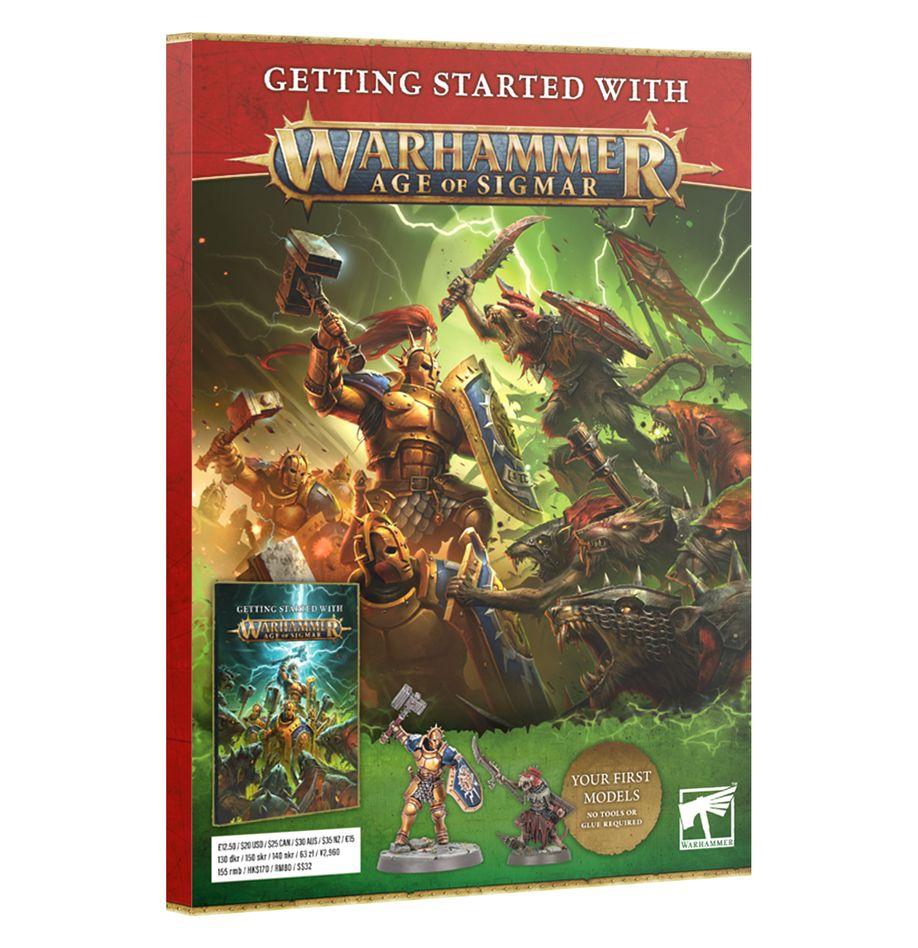 GETTING STARTED WITH
WARHAMMER
AGE OF SIGMAR
GETTING STARTED WITH
WARHAMMER
AGE OF SIGMAR
£12.50 / $20 USD / $25 CAN / $30 AUS / $35 NZ / €15
130 dkr / 150 skr / 140 nkr / 63 zł / ¥2,960
155 rmb / HK$170 / RM80 / S$32
YOUR FIRST
MODELS
NO TOOLS OR
GLUE REQUIRED
WARHAMMER